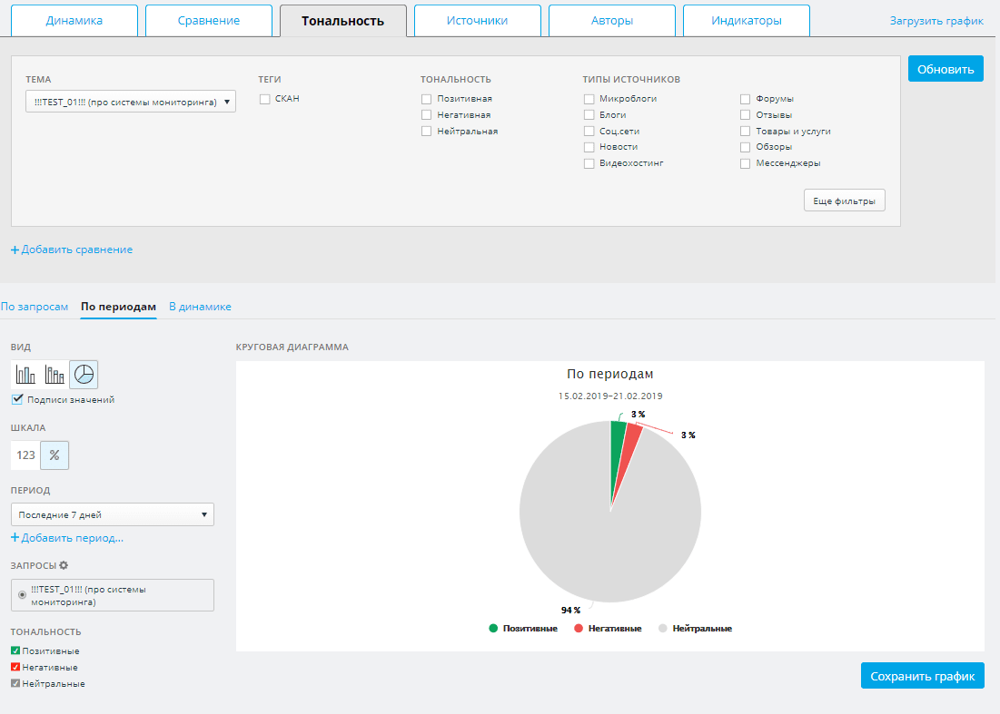 Динамика
Сравнение
Тональность
Источники
Авторы
Индикаторы
Загрузить график
ТЕМА
!!!TEST_01!!! (про системы мониторинга)
ТЕГИ
СКАН
ТОНАЛЬНОСТЬ
Позитивная
Негативная
Нейтральная
ТИПЫ ИСТОЧНИКОВ
Микроблоги
Блоги
Соц.сети
Новости
Видеохостинг
Форумы
Отзывы
Товары и услуги
Обзоры
Мессенджеры
Обновить
Еще фильтры
+Добавить сравнение
По запросам
По периодам
В динамике
ВИД
Подписи значений
ШКАЛА
123
%
ПЕРИОД
Последние 7 дней
+Добавить период...
ЗАПРОСЫ
!!!TEST_01!!! (про системы
мониторинга)
ТОНАЛЬНОСТЬ
Позитивные
Негативные
Нейтральные
КРУГОВАЯ ДИАГРАММА
По периодам
15.02.2019–21.02.2019
3 %
3 %
94 %
Позитивные
Негативные
Нейтральные
Сохранить график